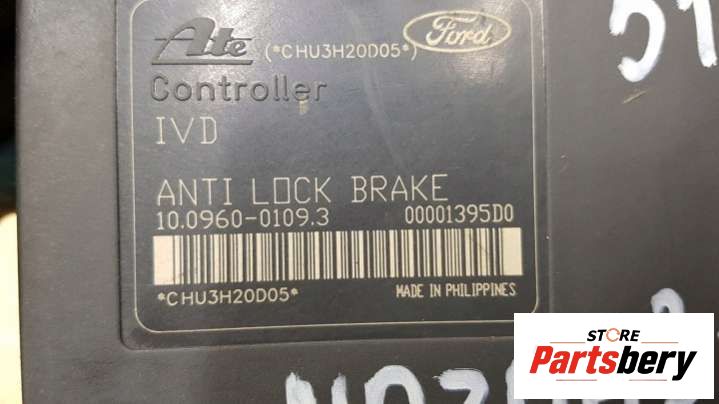 Ate (*CHU3H20D05*) Ford
Controller
IVD
ANTI LOCK BRAKE
10.0960-0109.3 00001395D0
*CHU3H20D05* MADE IN PHILIPPINES
STORE
Partsbery